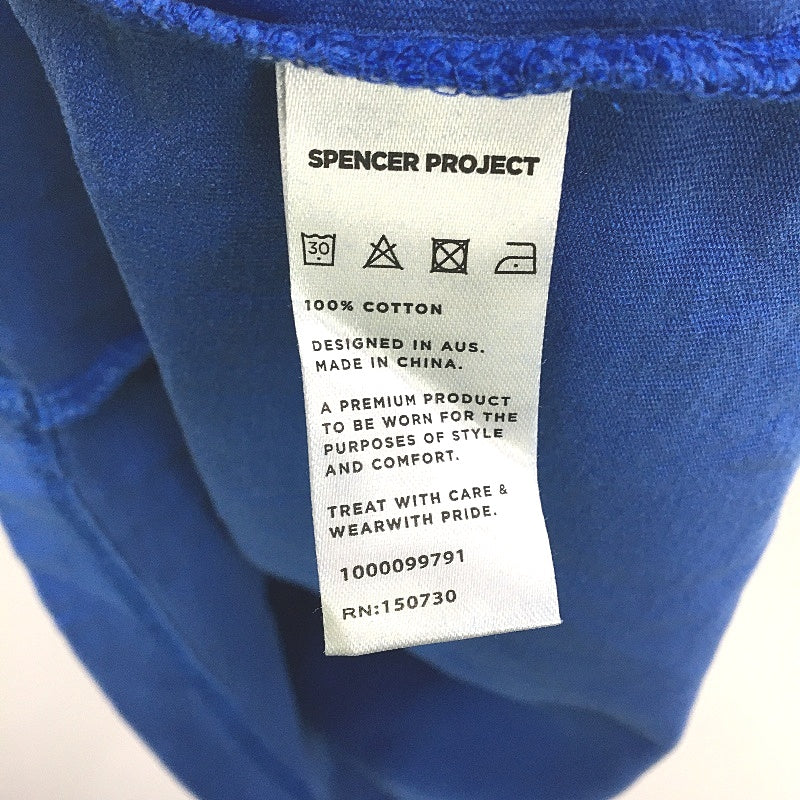 SPENCER PROJECT
30
100% COTTON
DESIGNED IN AUS.
MADE IN CHINA.
A PREMIUM PRODUCT
TO BE WORN FOR THE
PURPOSES OF STYLE
AND COMFORT.
TREAT WITH CARE &
WEARWITH PRIDE.
1000099791
RN:150730